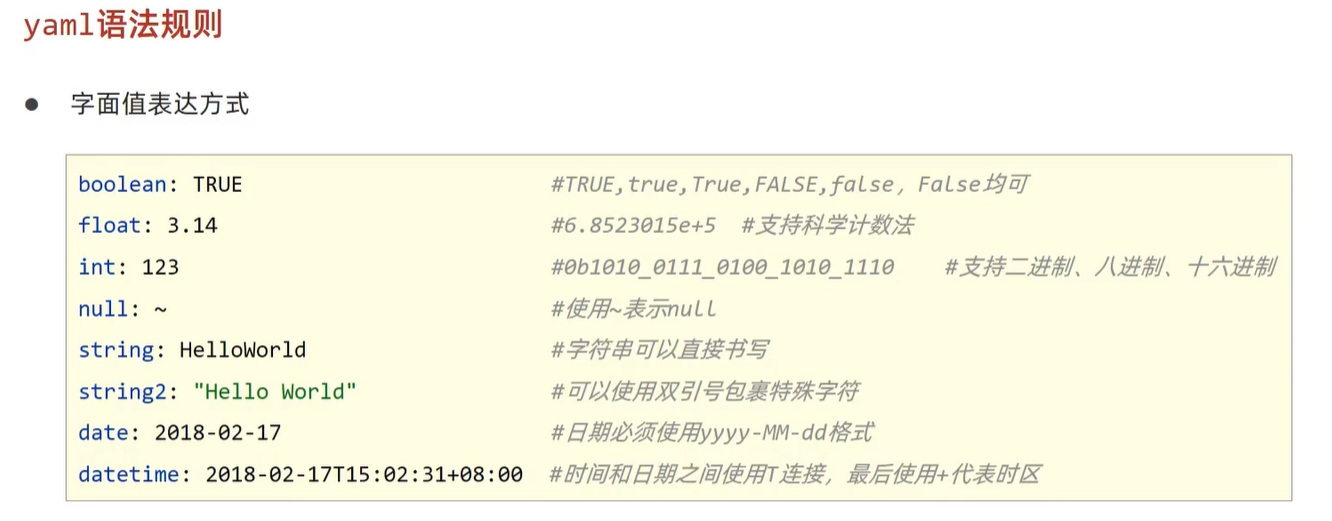 yaml语法规则
● 字面值表达方式
boolean: TRUE #TRUE,true,True,FALSE,false, False均可
float: 3.14 #6.8523015e+5 #支持科学计数法
int: 123 #0b1010_0111_0100_1010_1110 #支持二进制、八进制、十六进制
null: ~ #使用~表示null
string: HelloWorld #字符串可以直接书写
string2: "Hello World" #可以使用双引号包裹特殊字符
date: 2018-02-17 #日期必须使用yyyy-MM-dd格式
datetime: 2018-02-17T15:02:31+08:00 #时间和日期之间使用T连接，最后使用+代表时区